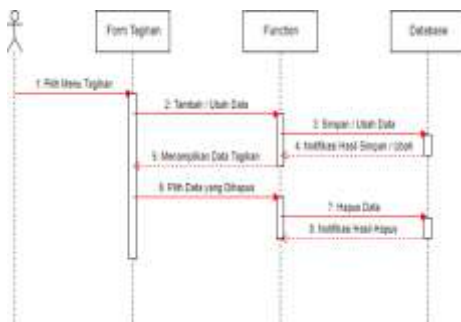 Form Tagihan
Function
Database
1: Pilih Menu Tagihan
2: Tambah / Ubah Data
3: Simpan / Ubah Data
4: Notifikasi Hasil Simpan / Ubah
5: Menampilkan Data Tagihan
6: Pilih Data yang Dihapus
7: Hapus Data
8: Notifikasi Hasil Hapus